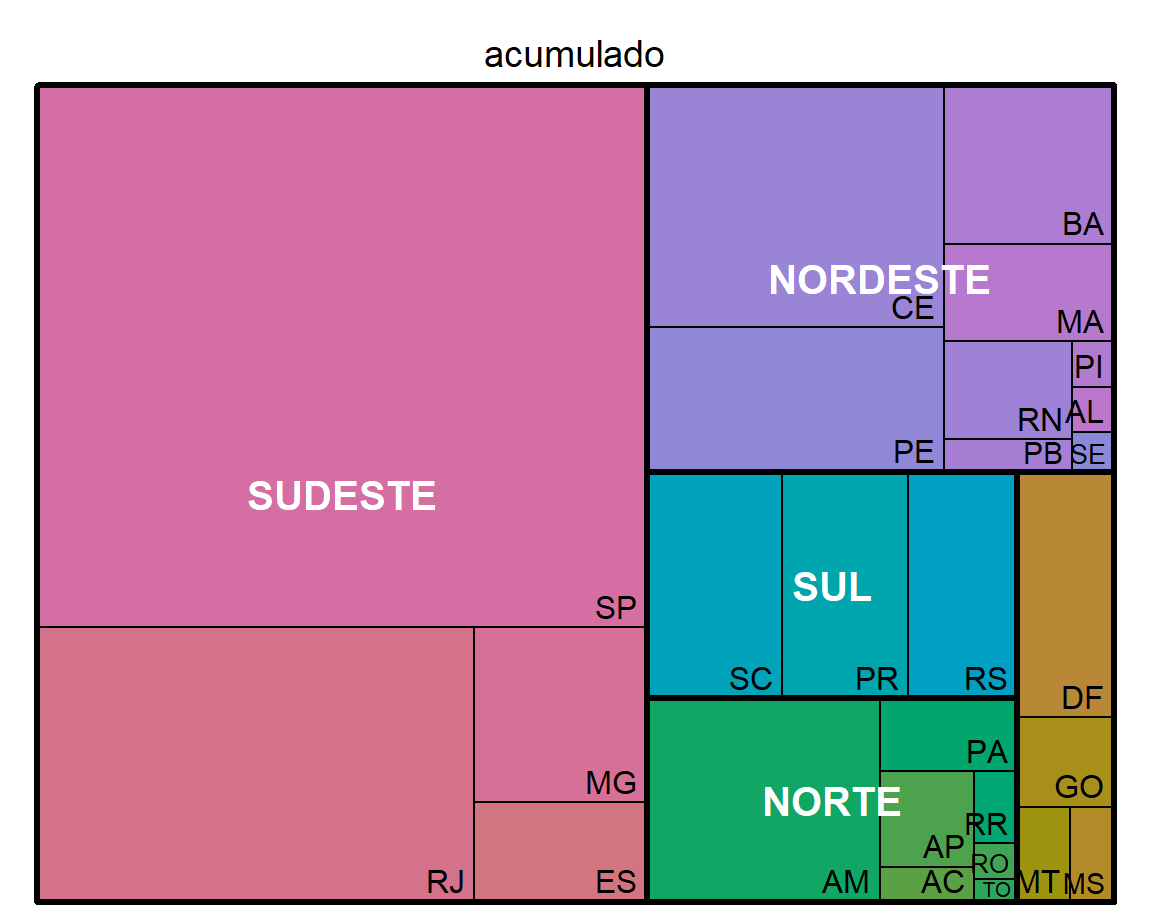 acumulado
SUDESTE
SP
RJ
MG
ES
NORDESTE
CE
PE
BA
MA
RN
PB
PI
AL
SE
SUL
SC
PR
RS
NORTE
AM
PA
AP
AC
RR
RO
TO
DF
GO
MT
MS